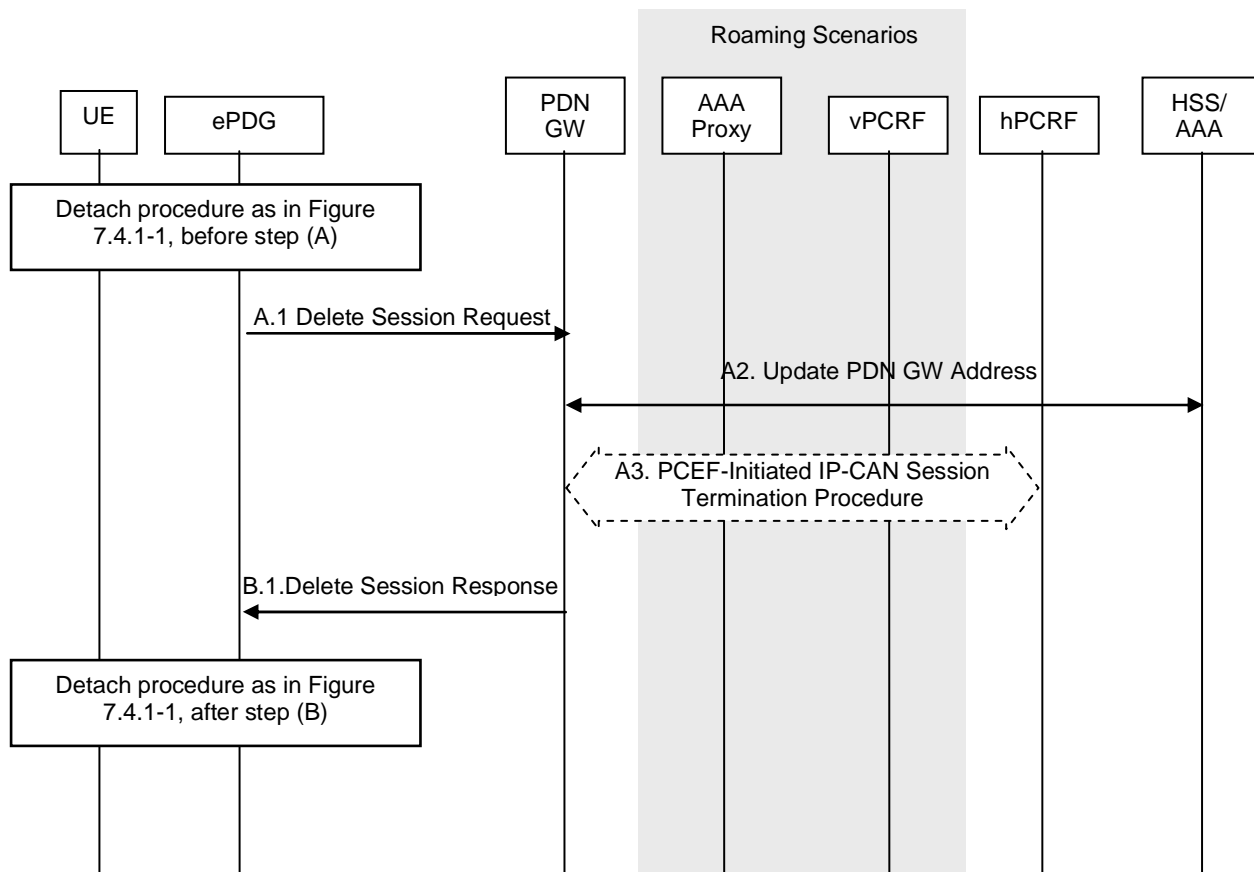 Roaming Scenarios
UE
ePDG
PDN
GW
AAA
Proxy
vPCRF
hPCRF
HSS/
AAA
Detach procedure as in Figure
7.4.1-1, before step (A)
A.1 Delete Session Request
A2. Update PDN GW Address
A3. PCEF-Initiated IP-CAN Session
Termination Procedure
B.1.Delete Session Response
Detach procedure as in Figure
7.4.1-1, after step (B)